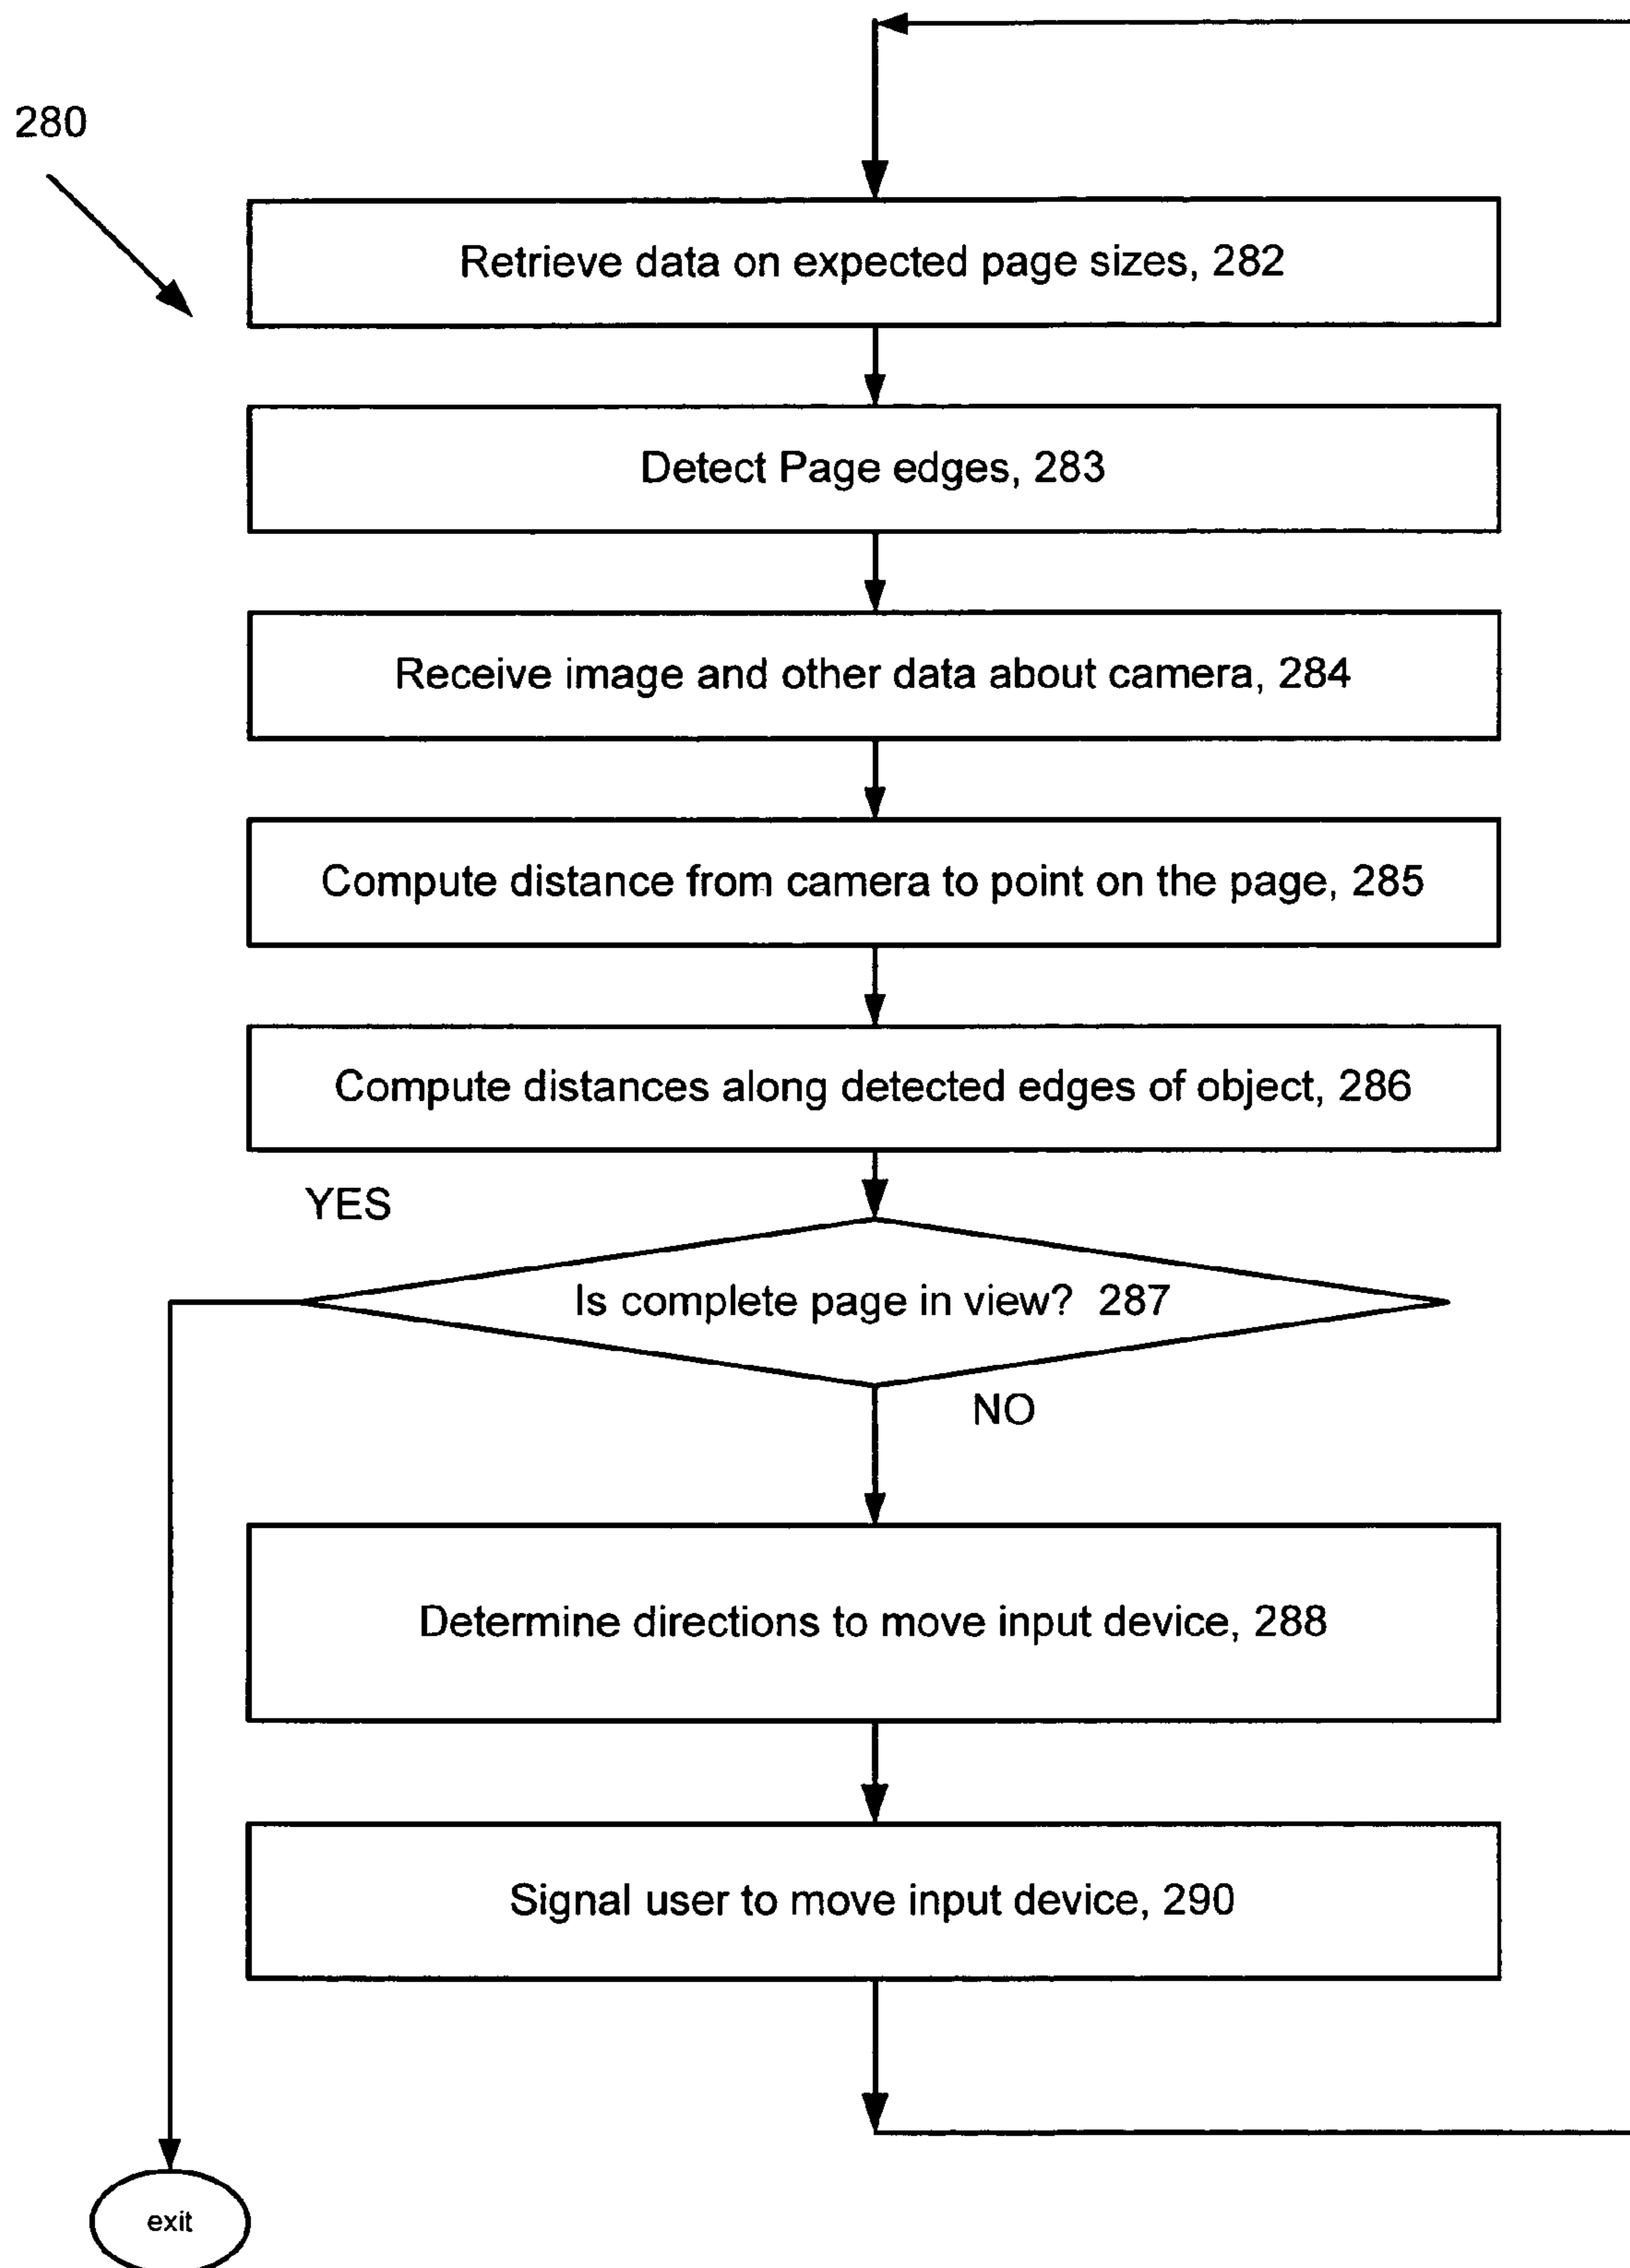 280
Retrieve data on expected page sizes, 282
Detect Page edges, 283
Receive image and other data about camera, 284
Compute distance from camera to point on the page, 285
Compute distances along detected edges of object, 286
YES
Is complete page in view? 287
NO
Determine directions to move input device, 288
Signal user to move input device, 290
exit